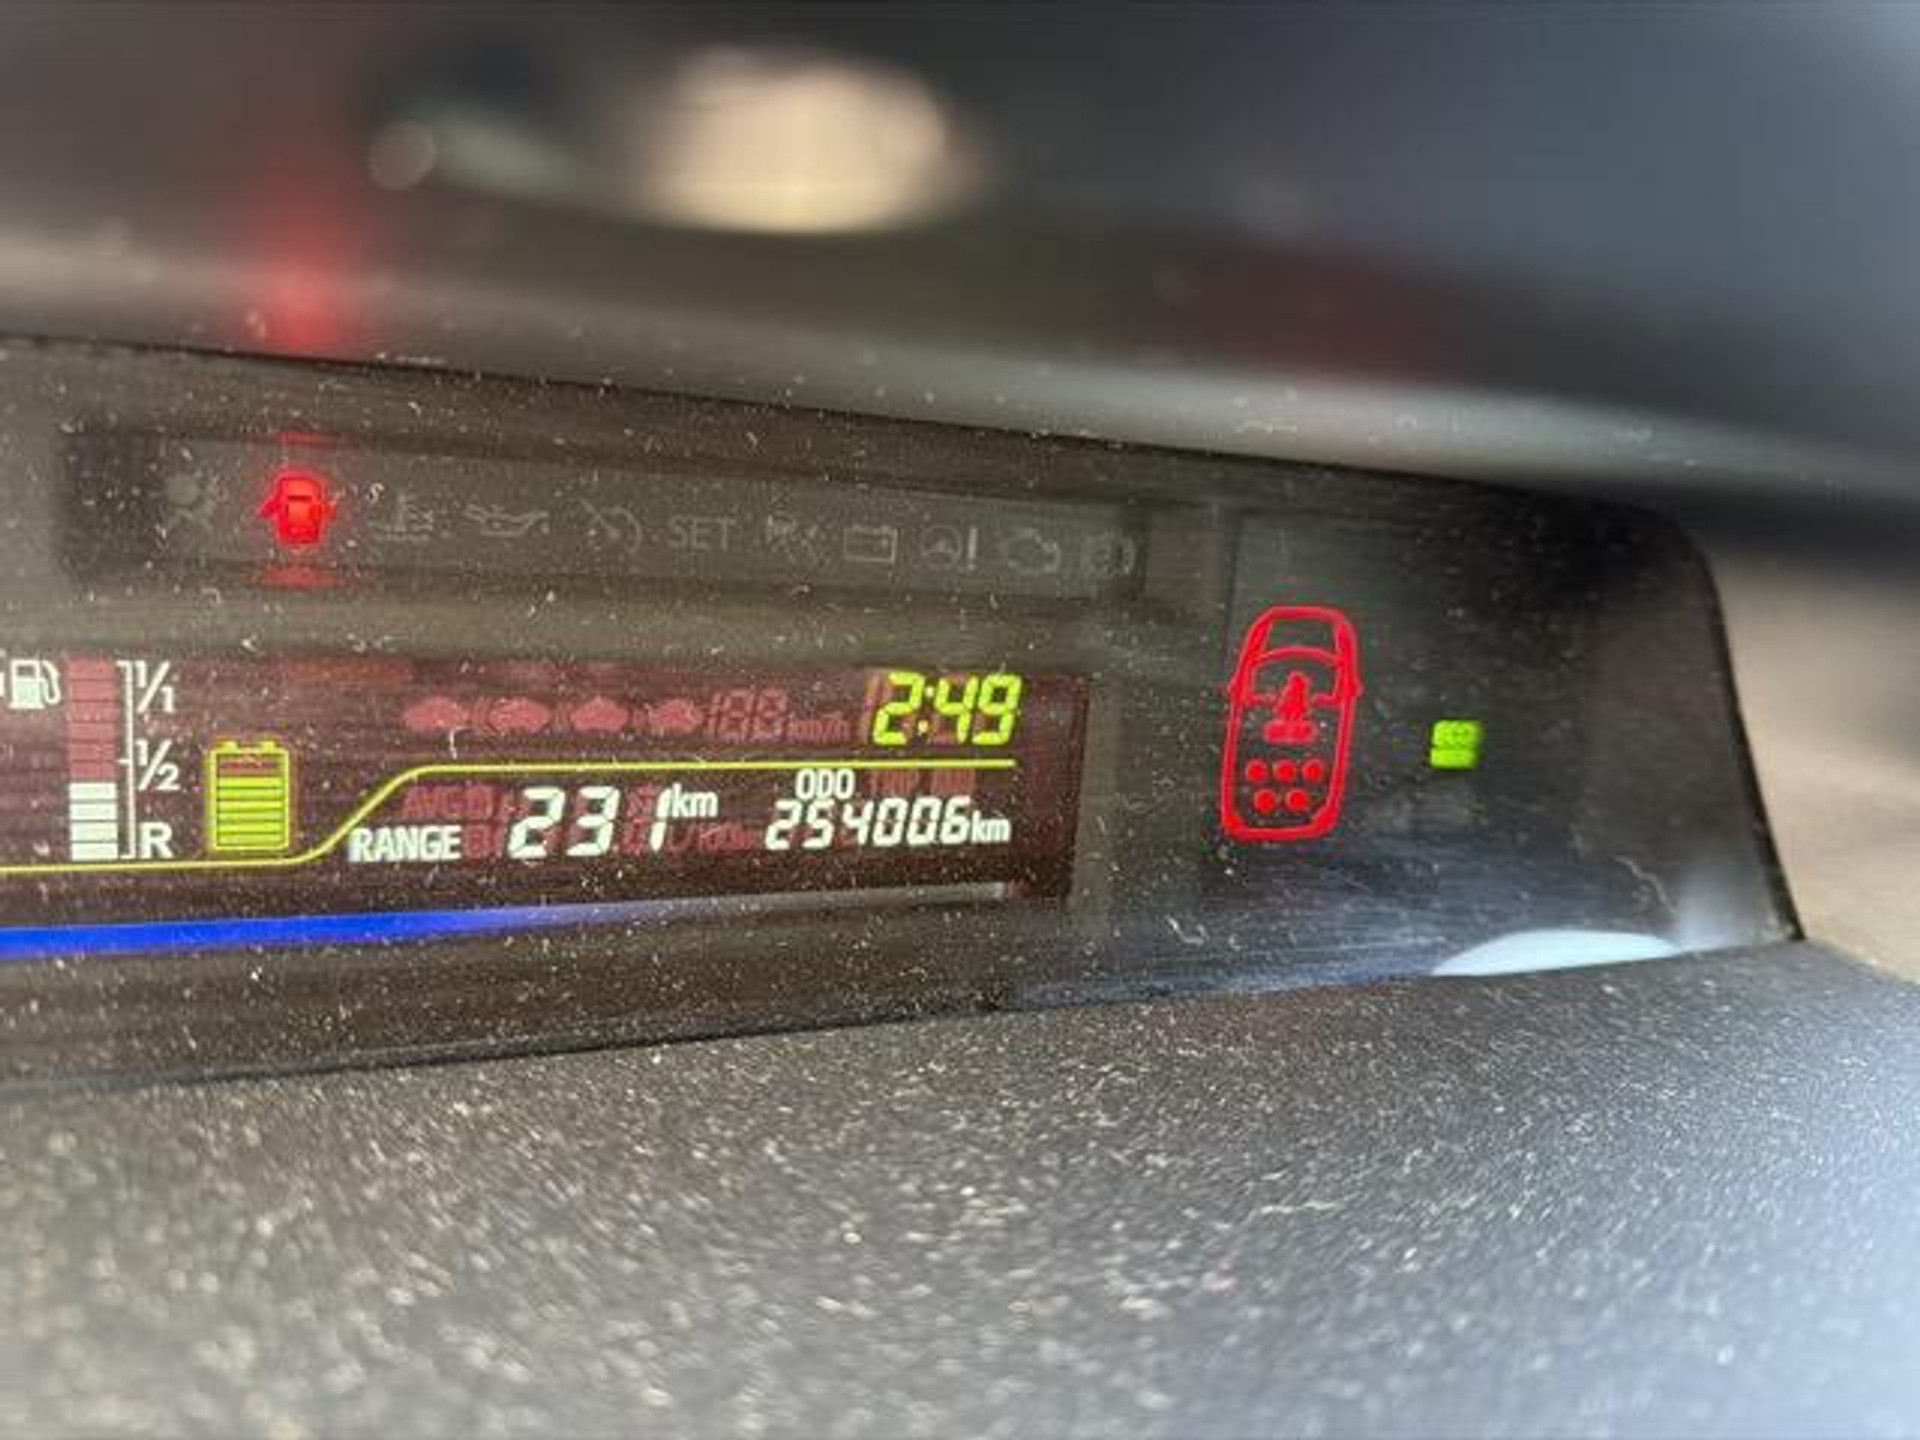 SET
1/1
1/2
R
2:49
RANGE 231 km
ODO
254006 km